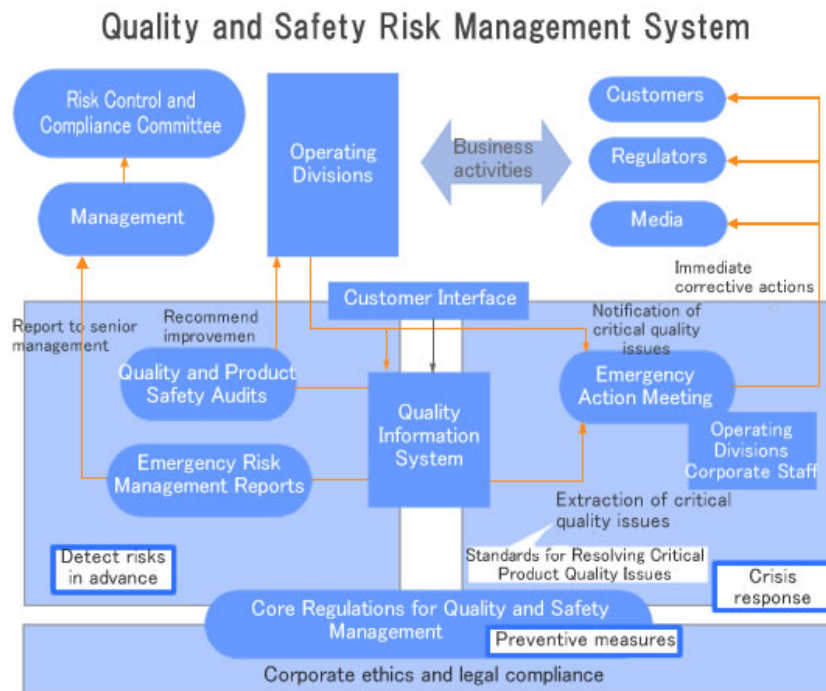 Quality and Safety Risk Management System
Risk Control and
Compliance Committee
Management
Operating
Divisions
Business
activities
Customers
Regulators
Media
Immediate
corrective actions
Customer Interface
Report to senior
management
Recommend
improvemen
Notification of
critical quality
issues
Quality and Product
Safety Audits
Quality
Information
System
Emergency
Action Meeting
Operating
Divisions
Corporate Staff
Emergency Risk
Management Reports
Extraction of critical
quality issues
Standards for Resolving Critical
Product Quality Issues
Detect risks
in advance
Crisis
response
Core Regulations for Quality and Safety
Management
Preventive measures
Corporate ethics and legal compliance